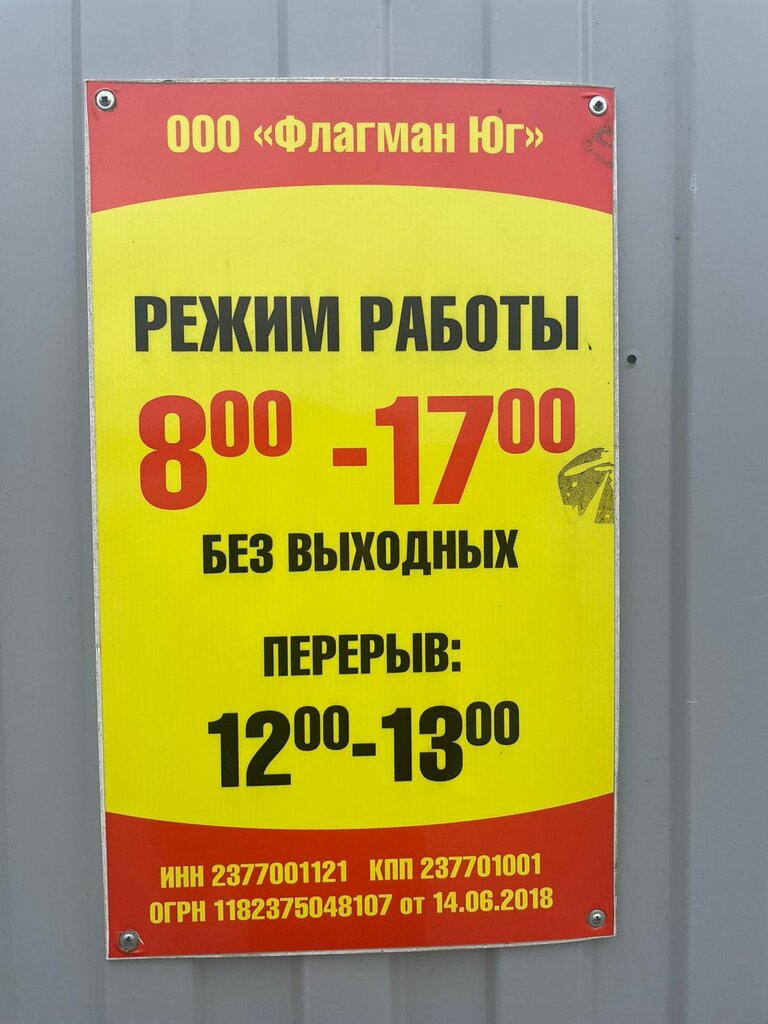 ООО «Флагман Юг»
РЕЖИМ РАБОТЫ
8⁰⁰ -17⁰⁰
БЕЗ ВЫХОДНЫХ
ПЕРЕРЫВ:
12⁰⁰-13⁰⁰
ИНН 2377001121 КПП 237701001
ОГРН 1182375048107 от 14.06.2018